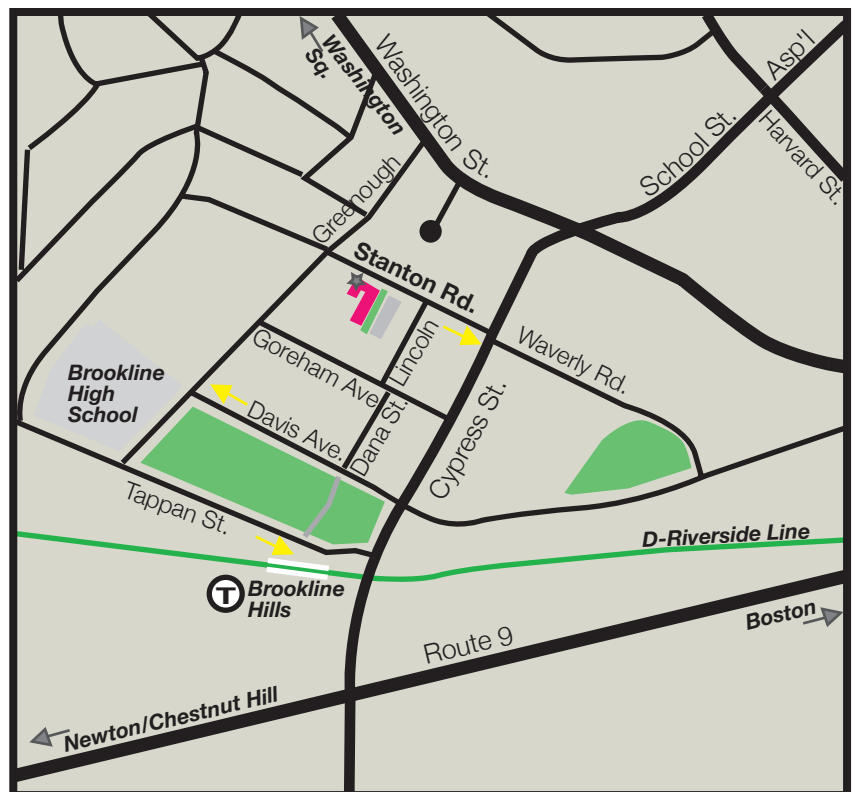 Washington
Sq.
Washington St.
Asp'l
School St.
Harvard St.
Greenough
Stanton Rd.
Lincoln
Waverly Rd.
Goreham Ave
Brookline
High
School
Davis Ave.
Dana St.
Cypress St.
Tappan St.
D-Riverside Line
T
Brookline
Hills
Boston
Route 9
Newton/Chestnut Hill